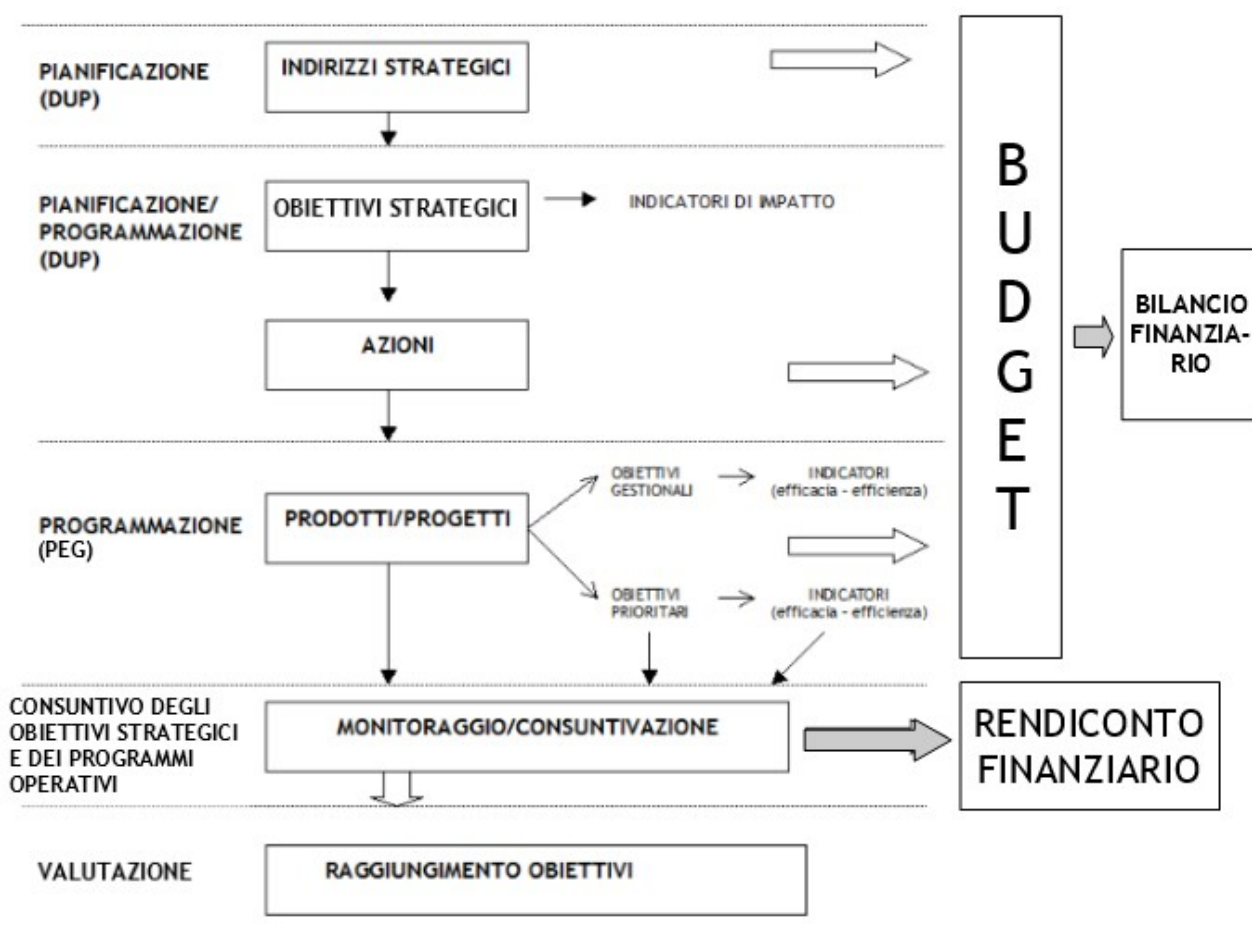 PIANIFICAZIONE
(DUP)
INDIRIZZI STRATEGICI
PIANIFICAZIONE/
PROGRAMMAZIONE
(DUP)
OBIETTIVI STRATEGICI
INDICATORI DI IMPATTO
AZIONI
PROGRAMMAZIONE
(PEG)
PRODOTTI/PROGETTI
OBIETTIVI
GESTIONALI
INDICATORI
(efficacia - efficienza)
OBIETTIVI
PRIORITARI
INDICATORI
(efficacia - efficienza)
B
U
D
G
E
T
BILANCIO
FINANZIA-
RIO
CONSUNTIVO DEGLI
OBIETTIVI STRATEGICI
E DEI PROGRAMMI
OPERATIVI
MONITORAGGIO/CONSUNTIVAZIONE
RENDICONTO
FINANZIARIO
VALUTAZIONE
RAGGIUNGIMENTO OBIETTIVI